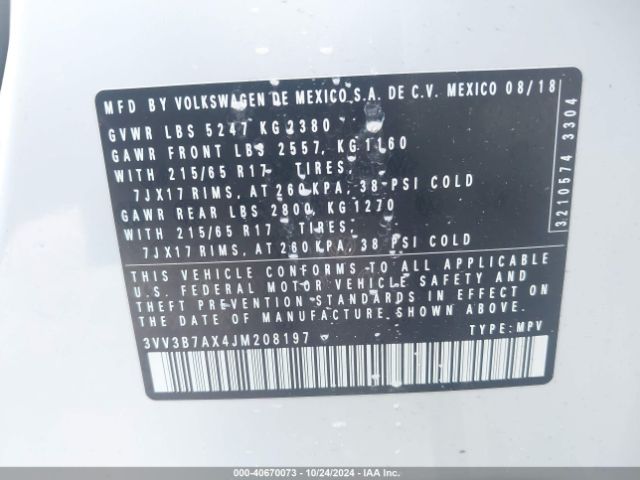 MFD BY VOLKSWAGEN DE MEXICO S.A. DE C.V. MEXICO 08/18
GVWR LBS 5247 KG 2380
GAWR FRONT LBS 2557, KG 1160
WITH 215/65 R17 TIRES,
7JX17 RIMS, AT 260 KPA, 38 PSI COLD
GAWR REAR LBS 2800, KG 1270
WITH 215/65 R17 TIRES,
7JX17 RIMS, AT 260 KPA, 38 PSI COLD
THIS VEHICLE CONFORMS TO ALL APPLICABLE
U.S. FEDERAL MOTOR VEHICLE SAFETY AND
THEFT PREVENTION STANDARDS IN EFFECT ON
THE DATE OF MANUFACTURE SHOWN ABOVE.
3VV3B7AX4JM208197 TYPE: MPV
3210574 3304
000-40670073 - 10/24/2024 - IAAI.COM